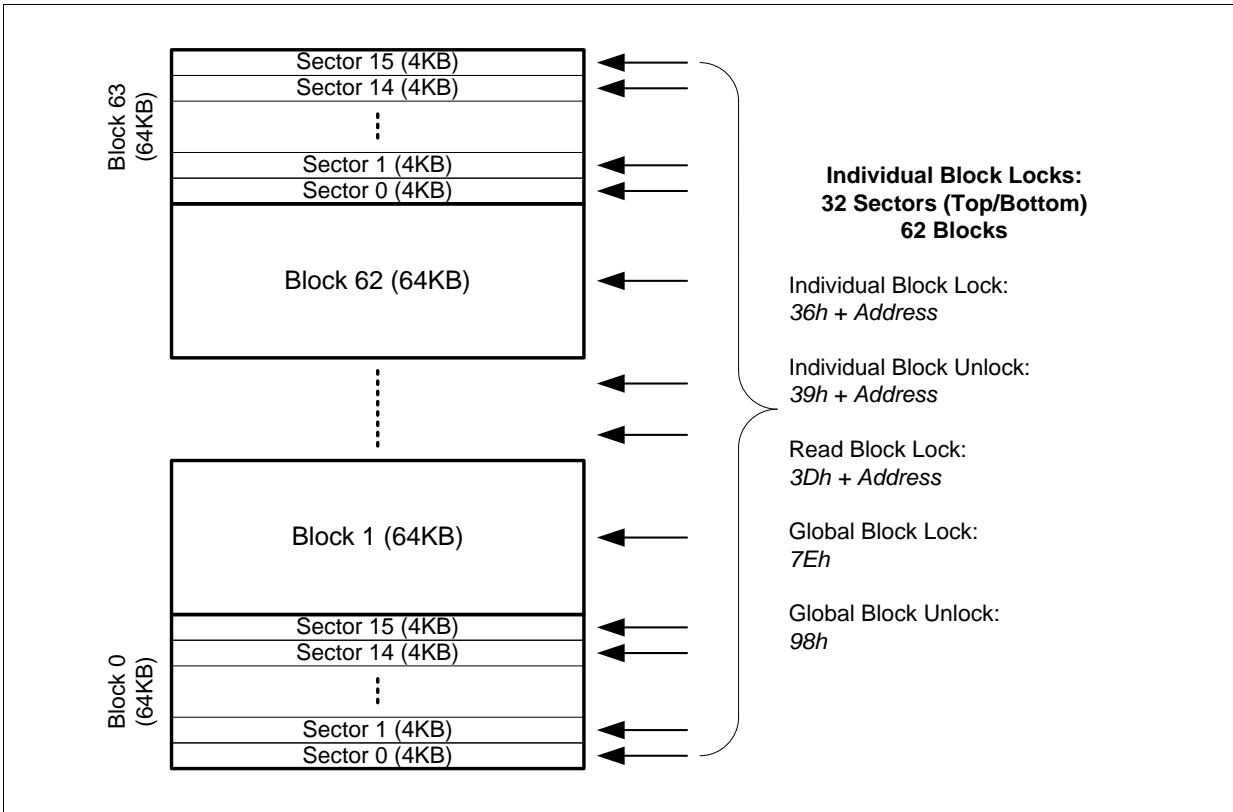 Block 63
(64KB)
Sector 15 (4KB)
Sector 14 (4KB)
Sector 1 (4KB)
Sector 0 (4KB)
Block 62 (64KB)
Block 1 (64KB)
Block 0
(64KB)
Sector 15 (4KB)
Sector 14 (4KB)
Sector 1 (4KB)
Sector 0 (4KB)
Individual Block Locks:
32 Sectors (Top/Bottom)
62 Blocks
Individual Block Lock:
36h + Address
Individual Block Unlock:
39h + Address
Read Block Lock:
3Dh + Address
Global Block Lock:
7Eh
Global Block Unlock:
98h